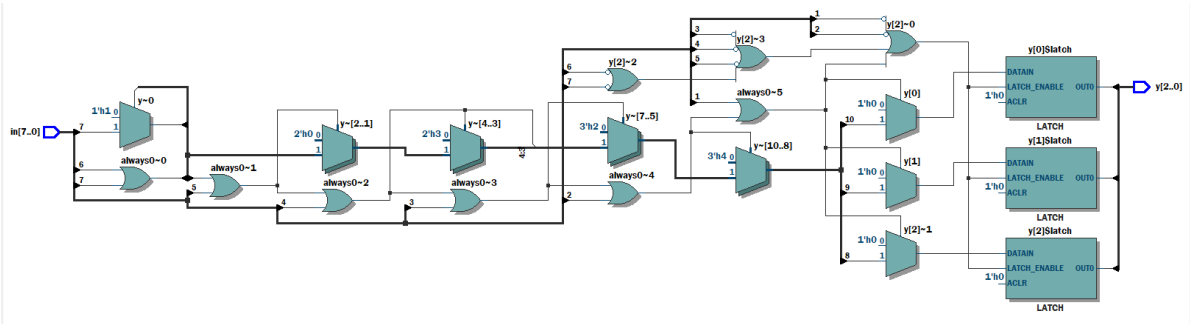 in[7..0]
7
1'h1
0
1
y~0
6
7
always0~0
5
always0~1
y~[2..1]
2'h0
0
1
4
always0~2
y~[4..3]
2'h3
0
1
3
always0~3
4:3
6
7
y[2]~2
y~[7..5]
3'h2
0
1
2
always0~4
3
4
5
y[2]~3
1
always0~5
y~[10..8]
3'h4
0
1
1
2
y[2]~0
y[0]
1'h0
0
1
10
y[1]
1'h0
0
1
9
y[2]~1
1'h0
0
1
8
y[0]$latch
DATAIN
LATCH_ENABLE
OUT0
1'h0
ACLR
LATCH
y[1]$latch
DATAIN
LATCH_ENABLE
OUT0
1'h0
ACLR
LATCH
y[2]$latch
DATAIN
LATCH_ENABLE
OUT0
1'h0
ACLR
LATCH
y[2..0]